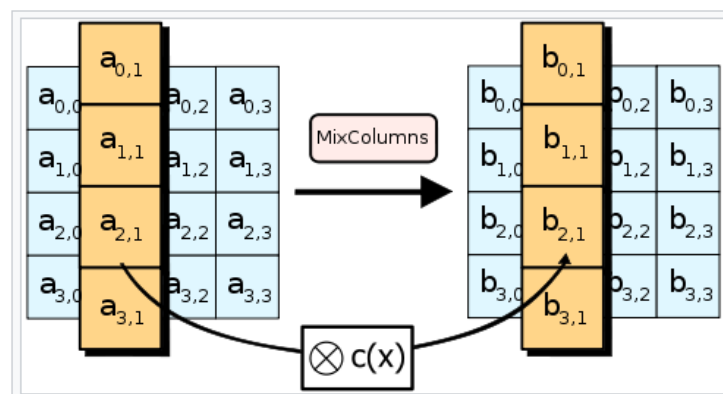 a0,1 b0,1
a0,0 a0,2 a0,3 b0,0 b0,2 b0,3
MixColumns
a1,0 a1,1 a1,2 a1,3 b1,0 b1,1 b1,2 b1,3
a2,0 a2,1 a2,2 a2,3 b2,0 b2,1 b2,2 b2,3
a3,0 a3,1 a3,2 a3,3 b3,0 b3,1 b3,2 b3,3
⊗ c(x)